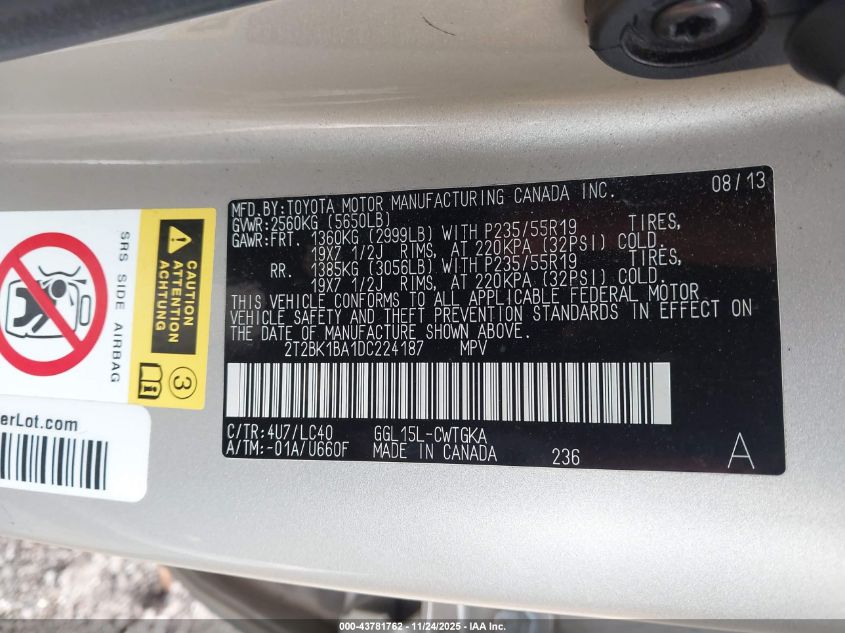 MFD.BY:TOYOTA MOTOR MANUFACTURING CANADA INC. 08/13
GVWR:2560KG (5650LB)
GAWR:FRT. 1360KG (2999LB) WITH P235/55R19 TIRES,
19X7 1/2J RIMS, AT 220KPA (32PSI) COLD.
RR. 1385KG (3056LB) WITH P235/55R19 TIRES,
19X7 1/2J RIMS, AT 220KPA (32PSI) COLD.
THIS VEHICLE CONFORMS TO ALL APPLICABLE FEDERAL MOTOR
VEHICLE SAFETY AND THEFT PREVENTION STANDARDS IN EFFECT ON
THE DATE OF MANUFACTURE SHOWN ABOVE.
2T2BK1BA1DC224187 MPV
C/TR:4U7/LC40 GGL15L-CWTGKA
A/TM:-01A/U660F MADE IN CANADA 236 A
SRS SIDE AIRBAG
CAUTION
ATTENTION
ACHTUNG
3
erLot.com
000-43781762 - 11/24/2025 - IAA Inc.